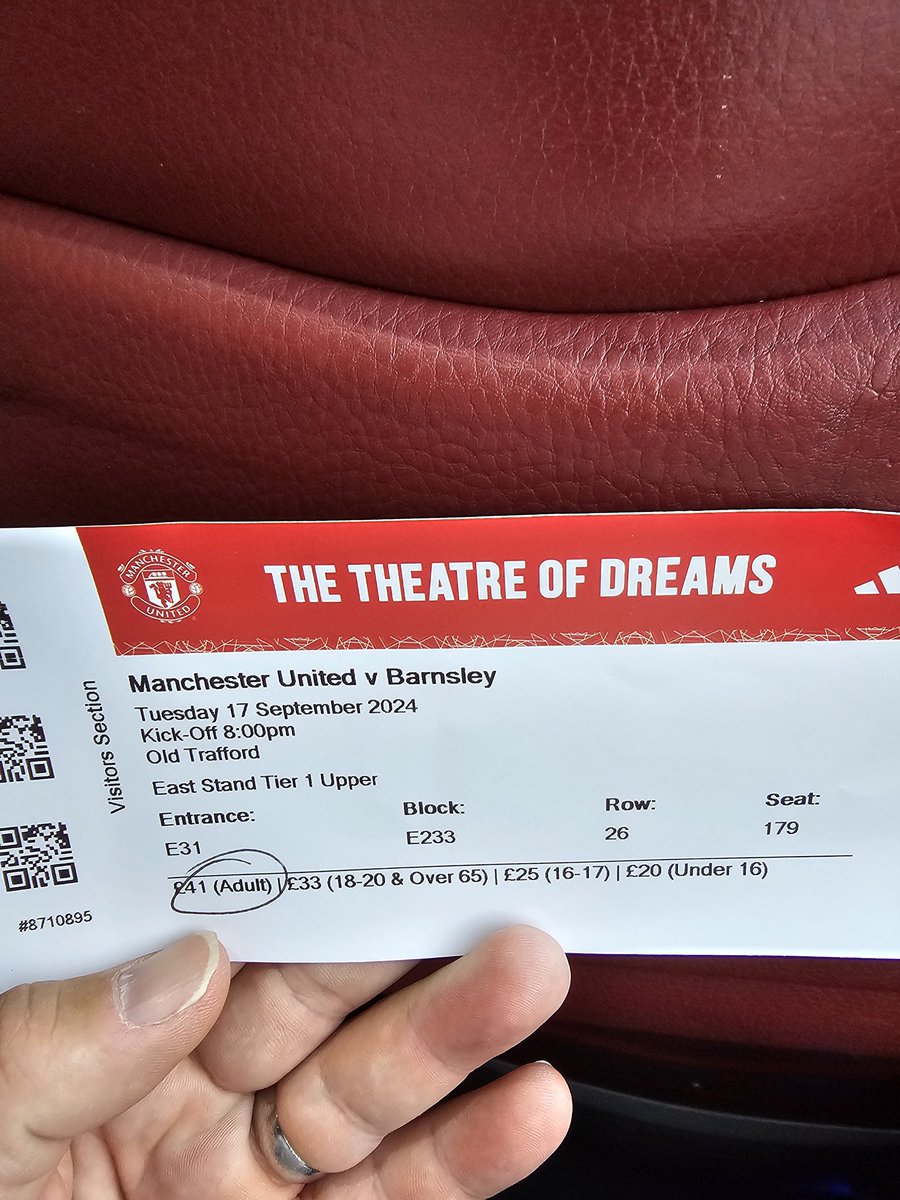 MANCHESTER
UNITED
THE THEATRE OF DREAMS
Visitors Section
Manchester United v Barnsley
Tuesday 17 September 2024
Kick-Off 8:00pm
Old Trafford
East Stand Tier 1 Upper
Entrance: Block: Row: Seat:
E31 E233 26 179
£41 (Adult) | £33 (18-20 & Over 65) | £25 (16-17) | £20 (Under 16)
#8710895